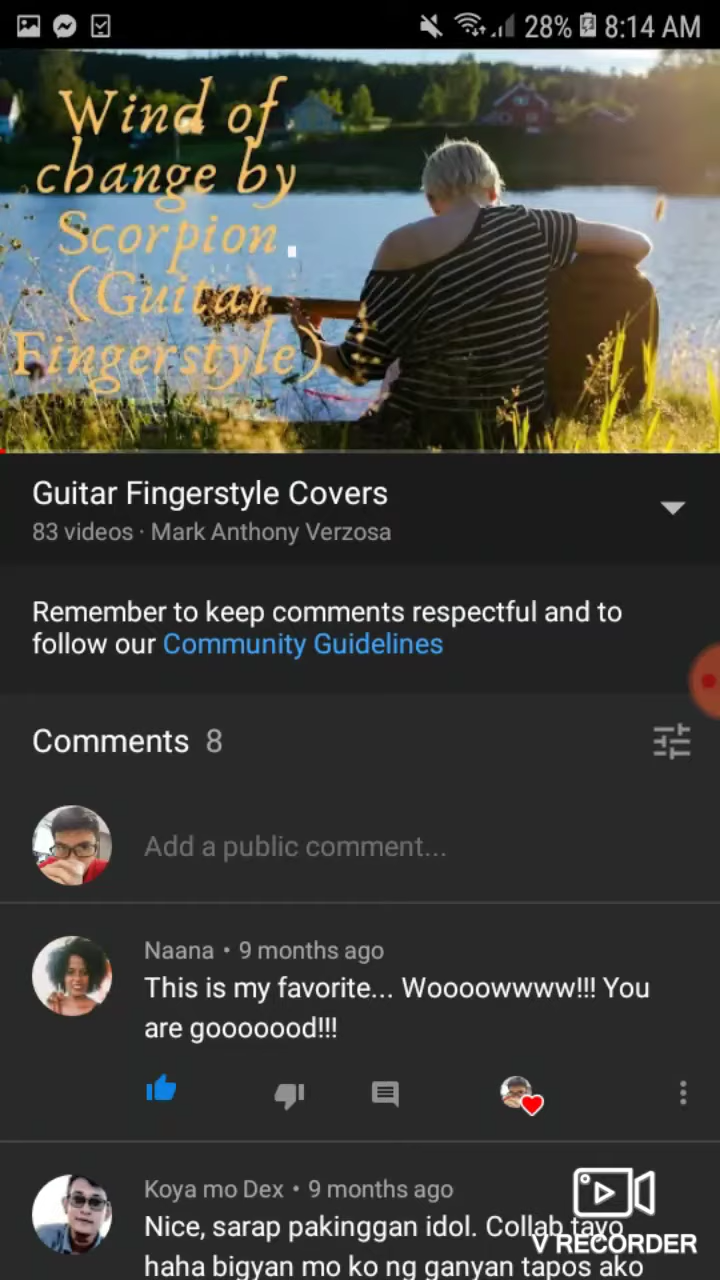 28% 8:14 AM
Wind of
change by
Scorpion
(Guitar
Fingerstyle)
Guitar Fingerstyle Covers
83 videos · Mark Anthony Verzosa
Remember to keep comments respectful and to
follow our Community Guidelines
Comments 8
Add a public comment...
Naana • 9 months ago
This is my favorite... Woooowwww!!! You
are gooooood!!!
Koya mo Dex • 9 months ago
Nice, sarap pakinggan idol. Collab tayo
V RECORDER
haha bigyan mo ko ng ganyan tapos ako